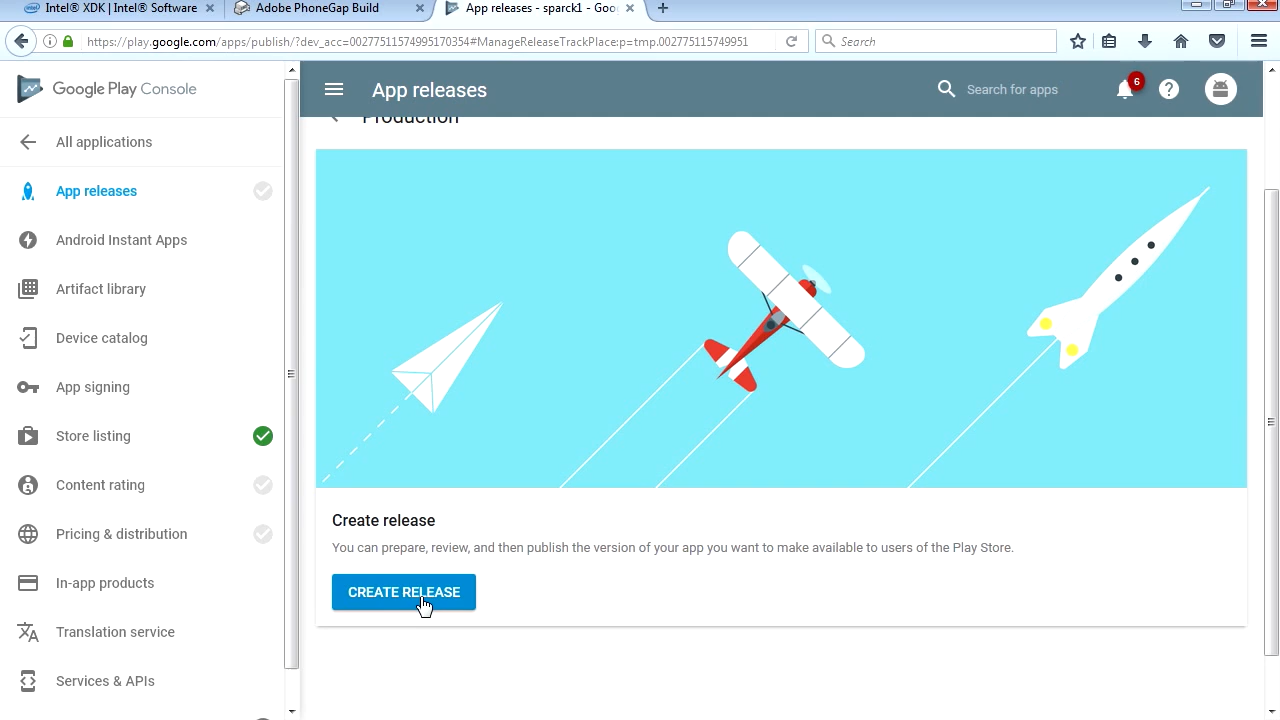 Intel® XDK | Intel® Software
Adobe PhoneGap Build
App releases - sparck1 - Goo
https://play.google.com/apps/publish/?dev_acc=00277511574995170354#ManageReleaseTrackPlace:p=tmp.002775115749951
Search
Google Play Console
App releases
Search for apps
6
All applications
Production
App releases
Android Instant Apps
Artifact library
Device catalog
App signing
Store listing
Content rating
Pricing & distribution
In-app products
Translation service
Services & APIs
Create release
You can prepare, review, and then publish the version of your app you want to make available to users of the Play Store.
CREATE RELEASE